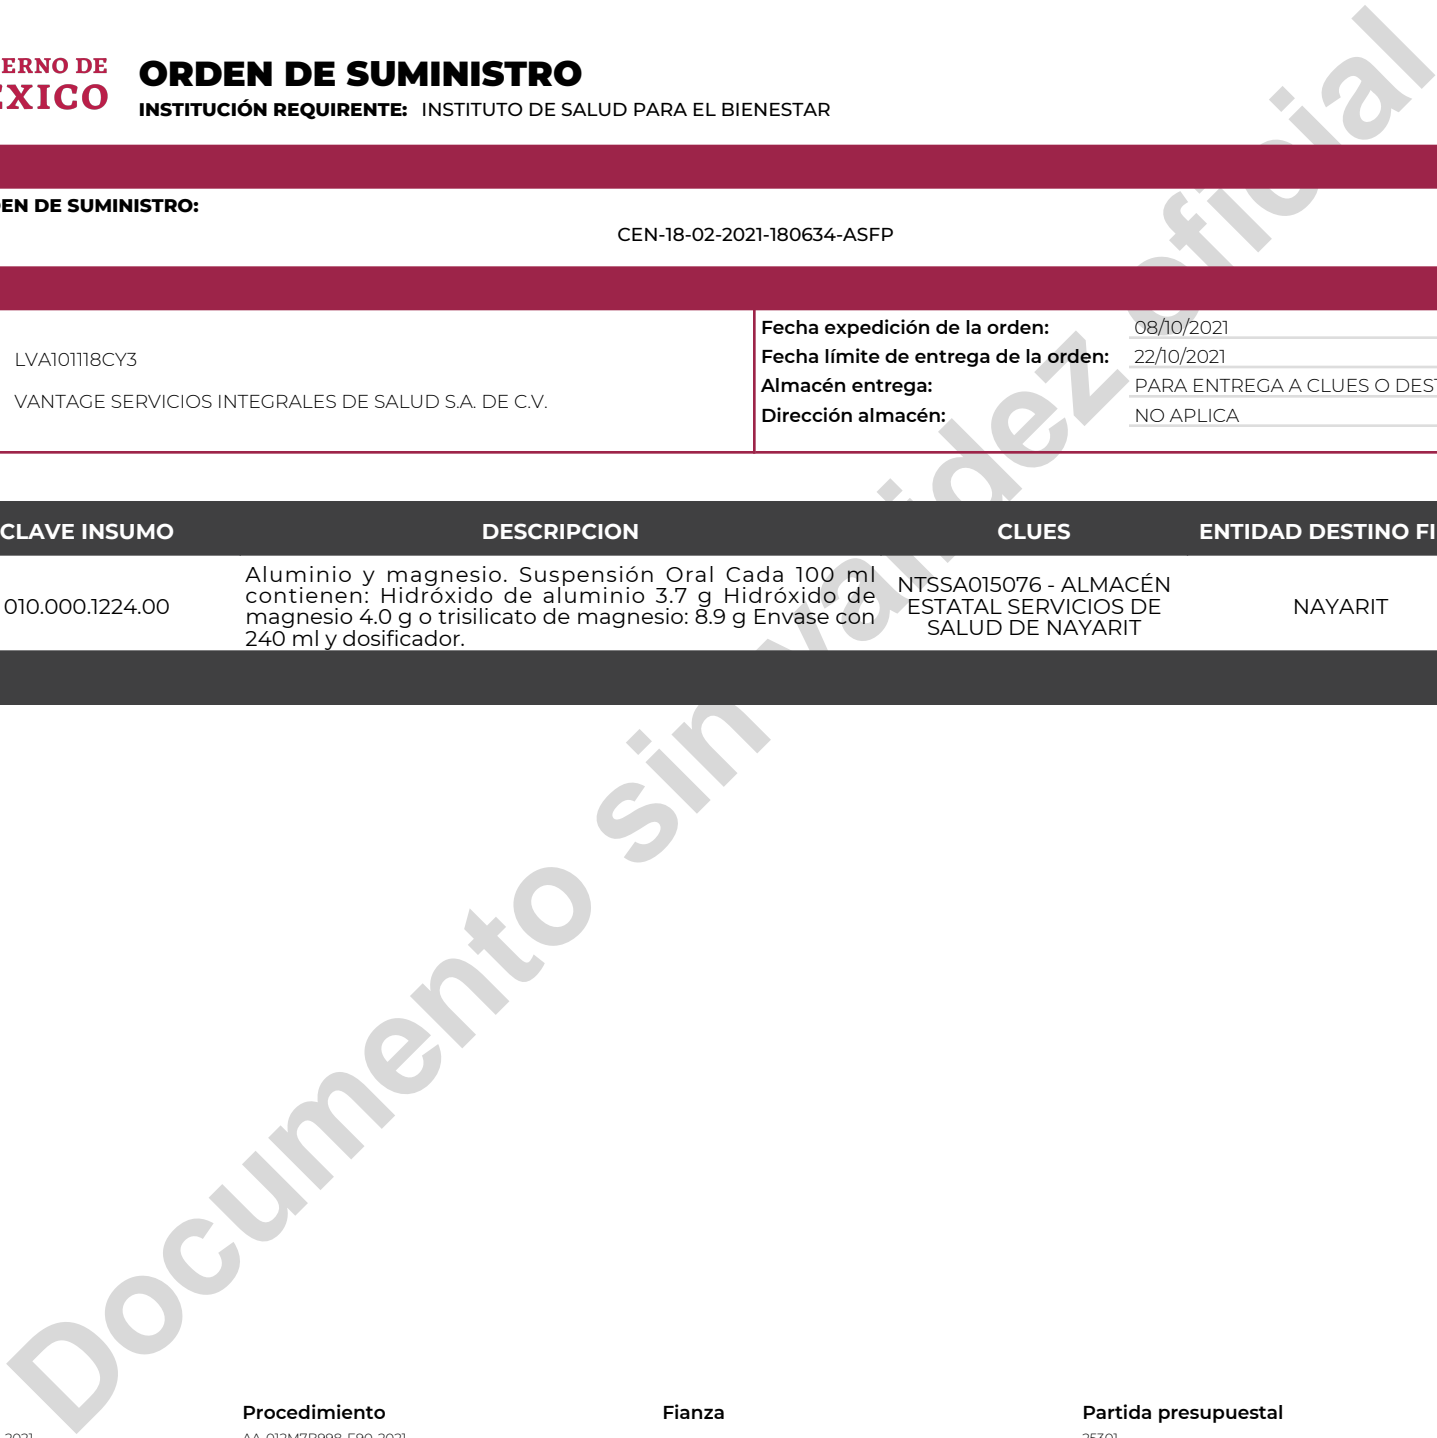 ERNO DE
ORDEN DE SUMINISTRO
INSTITUCIÓN REQUIRENTE: INSTITUTO DE SALUD PARA EL BIENESTAR
EN DE SUMINISTRO:
CEN-18-02-2021-180634-ASFP
LVA101118CY3
VANTAGE SERVICIOS INTEGRALES DE SALUD S.A. DE C.V.
Fecha expedición de la orden: 08/10/2021
Fecha límite de entrega de la orden: 22/10/2021
Almacén entrega: PARA ENTREGA A CLUES O DEST
Dirección almacén: NO APLICA
CLAVE INSUMO DESCRIPCION CLUES ENTIDAD DESTINO FI
010.000.1224.00
Aluminio y magnesio. Suspensión Oral Cada 100 ml
contienen: Hidróxido de aluminio 3.7 g Hidróxido de
magnesio 4.0 g o trisilicato de magnesio: 8.9 g Envase con
240 ml y dosificador.
NTSSA015076 - ALMACÉN
ESTATAL SERVICIOS DE
SALUD DE NAYARIT
NAYARIT
Documento sin validez oficial
Procedimiento Fianza Partida presupuestal